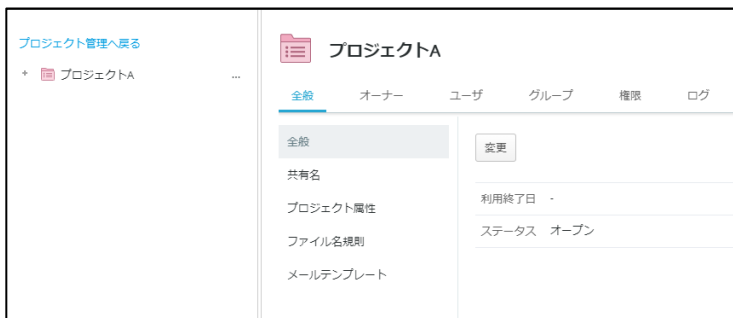 プロジェクト管理へ戻る
プロジェクトA ...
プロジェクトA
全般 オーナー ユーザ グループ 権限 ログ
全般
共有名
プロジェクト属性
ファイル名規則
メールテンプレート
変更
利用終了日 -
ステータス オープン